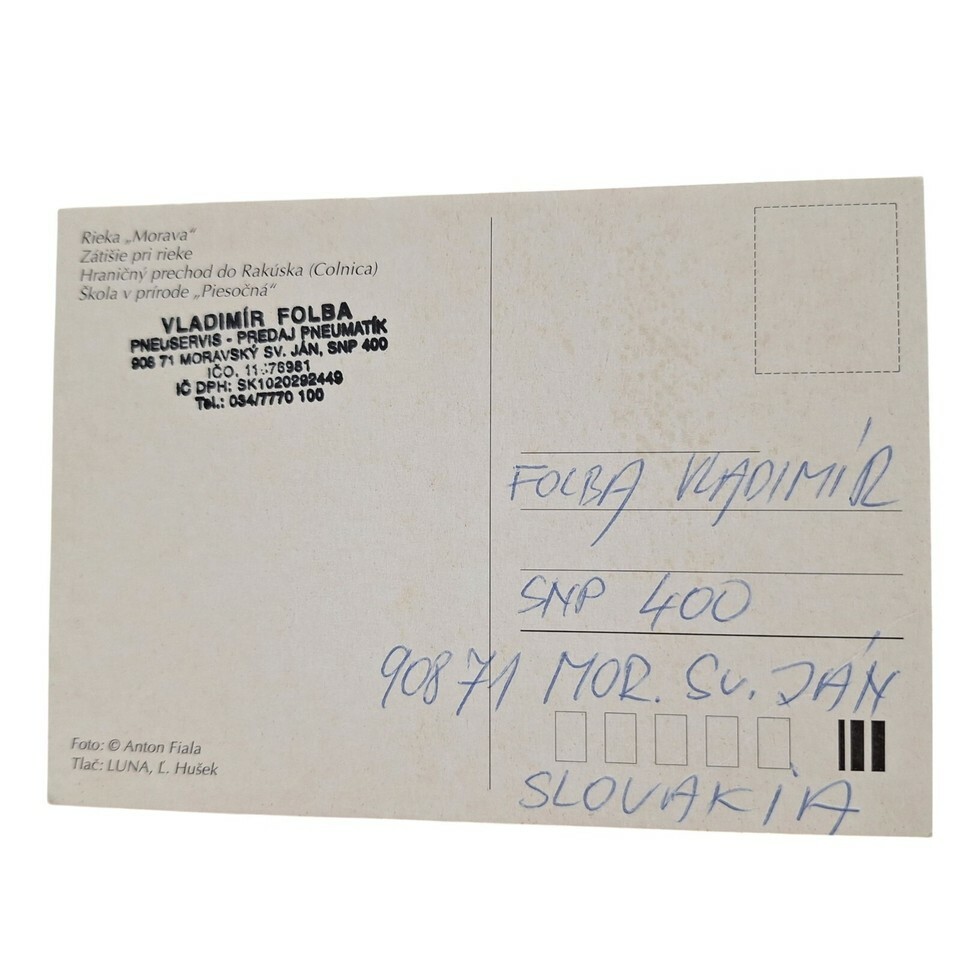 Rieka „Morava“
Zátišie pri rieke
Hraničný prechod do Rakúska (Colnica)
Škola v prírode „Piesočná“
VLADIMÍR FOLBA
PNEUSERVIS - PREDAJ PNEUMATÍK
908 71 MORAVSKÝ SV. JÁN, SNP 400
IČO.
IČ DPH: SK1020292449
Tel.: 034/7770 100
FOLBA VLADIMÍR
SNP 400
90871 MOR. SV. JÁN
SLOVAKIA
Foto: © Anton Fiala
Tlač: LUNA, Ľ. Hušek